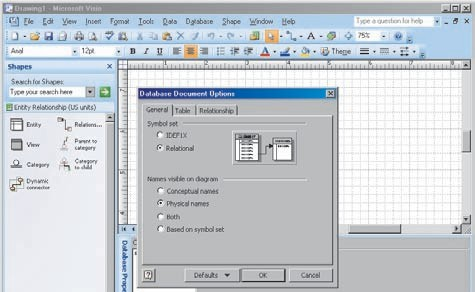 Drawing1 - Microsoft Visio
File Edit View Insert Format Tools Data Database Shape Window Help
Type a question for help
75%
Arial 12pt Theme
Shapes
Search for Shapes:
Type your search here
Entity Relationship (US units)
Entity
Relations...
View
Parent to category
Category
Category to child
Dynamic connector
Database Document Options
General Table Relationship
Symbol set
IDEF1X
Relational
Names visible on diagram
Conceptual names
Physical names
Both
Based on symbol set
Defaults OK Cancel
Database Prope